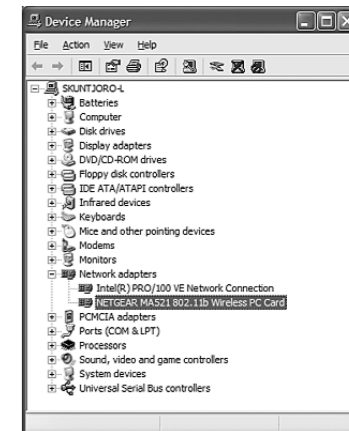 Device Manager
File Action View Help
SKUNTJORO-L
Batteries
Computer
Disk drives
Display adapters
DVD/CD-ROM drives
Floppy disk controllers
IDE ATA/ATAPI controllers
Infrared devices
Keyboards
Mice and other pointing devices
Modems
Monitors
Network adapters
Intel(R) PRO/100 VE Network Connection
NETGEAR MA521 802.11b Wireless PC Card
PCMCIA adapters
Ports (COM & LPT)
Processors
Sound, video and game controllers
System devices
Universal Serial Bus controllers